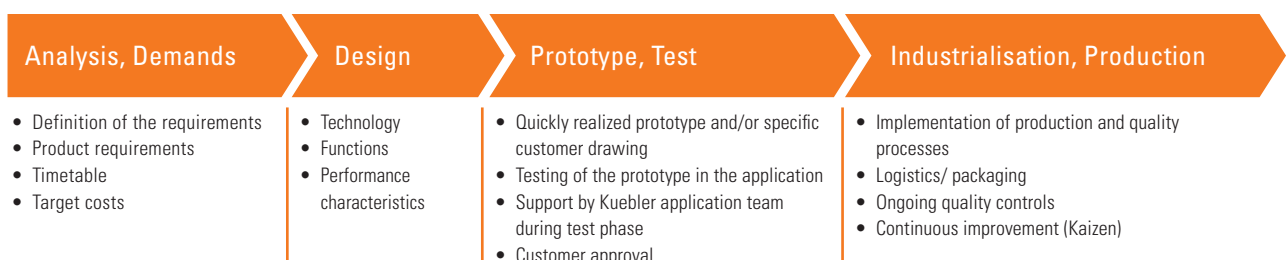 Analysis, Demands
Design
Prototype, Test
Industrialisation, Production
• Definition of the requirements
• Product requirements
• Timetable
• Target costs
• Technology
• Functions
• Performance
characteristics
• Quickly realized prototype and/or specific
customer drawing
• Testing of the prototype in the application
• Support by Kuebler application team
during test phase
• Customer approval
• Implementation of production and quality
processes
• Logistics/ packaging
• Ongoing quality controls
• Continuous improvement (Kaizen)